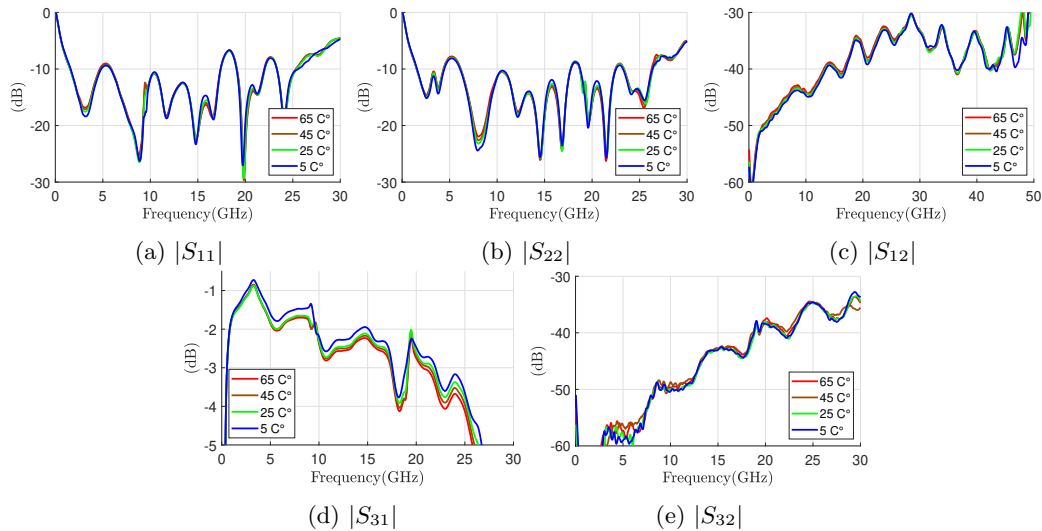 0
-10
-20
-30
(dB)
0 5 10 15 20 25 30
Frequency(GHz)
65 C°
45 C°
25 C°
5 C°
(a) |S11|
0
-10
-20
-30
(dB)
0 5 10 15 20 25 30
Frequency(GHz)
65 C°
45 C°
25 C°
5 C°
(b) |S22|
-30
-40
-50
-60
(dB)
0 10 20 30 40 50
Frequency(GHz)
65 C°
45 C°
25 C°
5 C°
(c) |S12|
-1
-2
-3
-4
-5
(dB)
0 5 10 15 20 25 30
Frequency(GHz)
65 C°
45 C°
25 C°
5 C°
(d) |S31|
-30
-40
-50
-60
(dB)
0 5 10 15 20 25 30
Frequency(GHz)
65 C°
45 C°
25 C°
5 C°
(e) |S32|